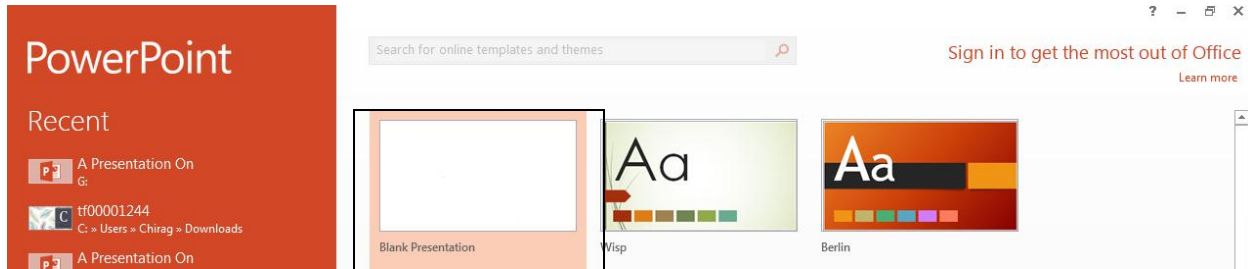 ?
PowerPoint
Search for online templates and themes
Sign in to get the most out of Office
Learn more
Recent
A Presentation On
G:
tf00001244
C: » Users » Chirag » Downloads
A Presentation On
Blank Presentation
Aa
Wisp
Aa
Berlin